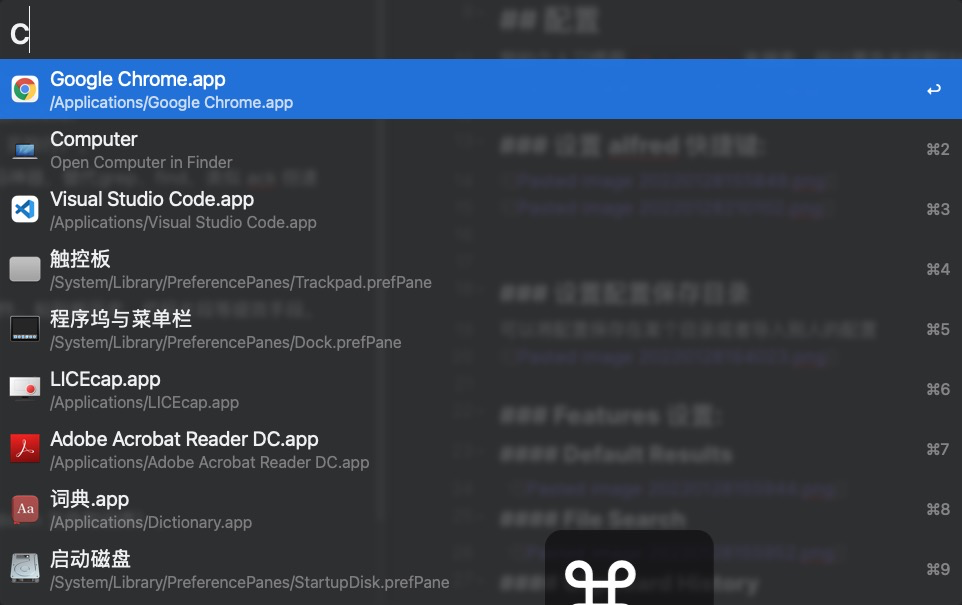 C
Google Chrome.app
/Applications/Google Chrome.app
Computer
Open Computer in Finder
⌘2
Visual Studio Code.app
/Applications/Visual Studio Code.app
⌘3
触控板
/System/Library/PreferencePanes/Trackpad.prefPane
⌘4
程序坞与菜单栏
/System/Library/PreferencePanes/Dock.prefPane
⌘5
LICEcap.app
/Applications/LICEcap.app
⌘6
Adobe Acrobat Reader DC.app
/Applications/Adobe Acrobat Reader DC.app
⌘7
Aa
词典.app
/Applications/Dictionary.app
⌘8
启动磁盘
/System/Library/PreferencePanes/StartupDisk.prefPane
⌘9
## 配置
### 设置 alfred 快捷键:
### 设置配置保存目录
### Features 设置:
#### Default Results
#### File Search
⌘